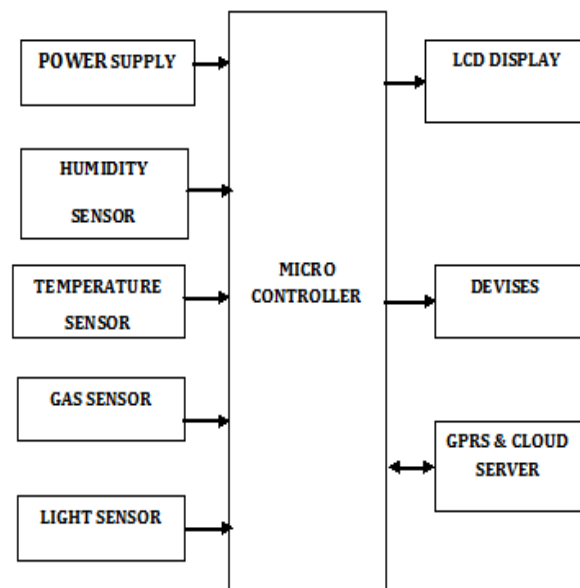 POWER SUPPLY
HUMIDITY
SENSOR
TEMPERATURE
SENSOR
GAS SENSOR
LIGHT SENSOR
MICRO
CONTROLLER
LCD DISPLAY
DEVISES
GPRS & CLOUD
SERVER